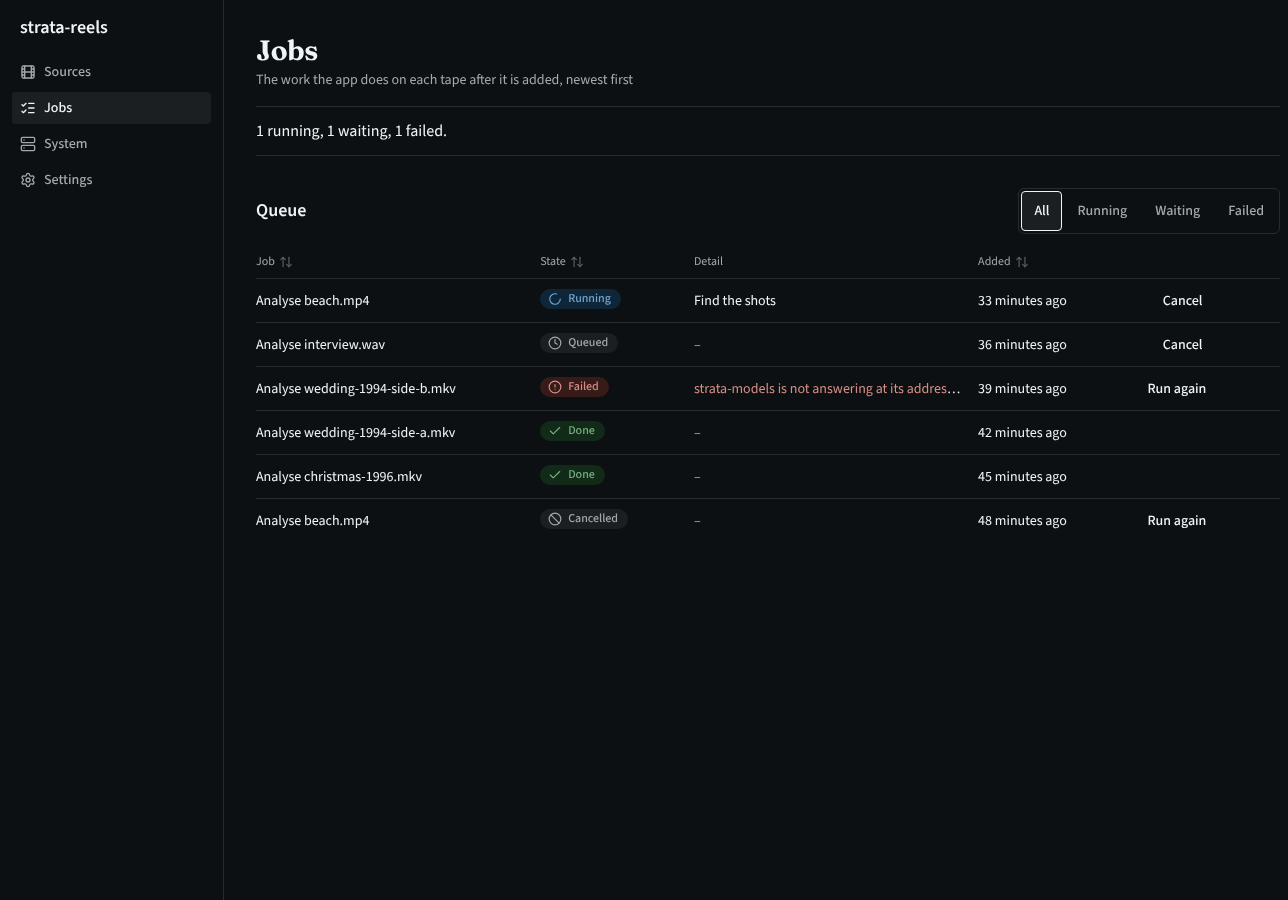 strata-reels
Sources
Jobs
System
Settings
Jobs
The work the app does on each tape after it is added, newest first
1 running, 1 waiting, 1 failed.
Queue
All Running Waiting Failed
Job State Detail Added
Analyse beach.mp4 Running Find the shots 33 minutes ago Cancel
Analyse interview.wav Queued – 36 minutes ago Cancel
Analyse wedding-1994-side-b.mkv Failed strata-models is not answering at its addres… 39 minutes ago Run again
Analyse wedding-1994-side-a.mkv Done – 42 minutes ago
Analyse christmas-1996.mkv Done – 45 minutes ago
Analyse beach.mp4 Cancelled – 48 minutes ago Run again